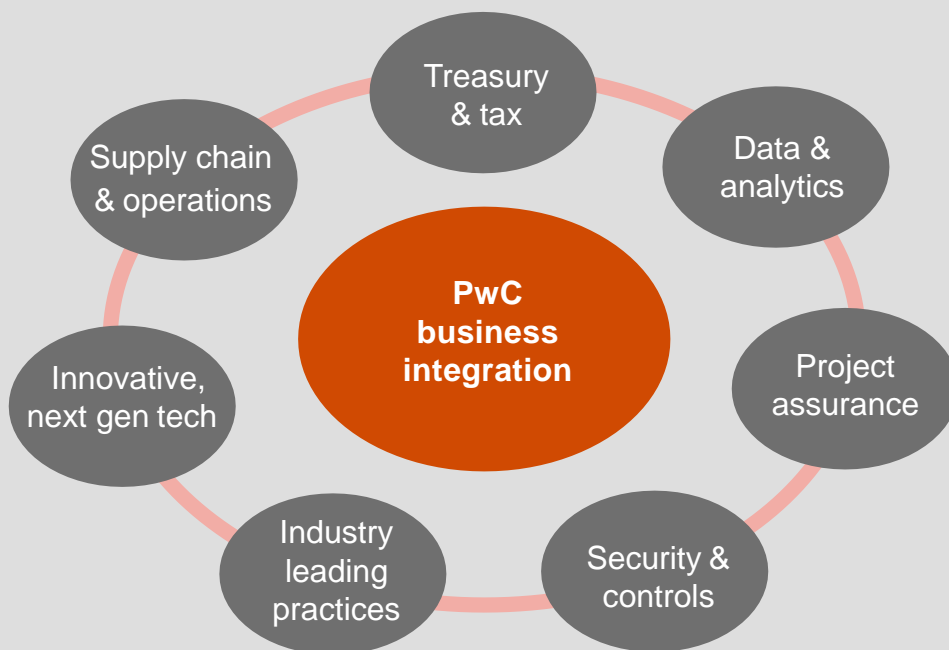 Treasury
& tax
Data &
analytics
Project
assurance
Security &
controls
Industry
leading
practices
Innovative,
next gen tech
Supply chain
& operations
PwC
business
integration